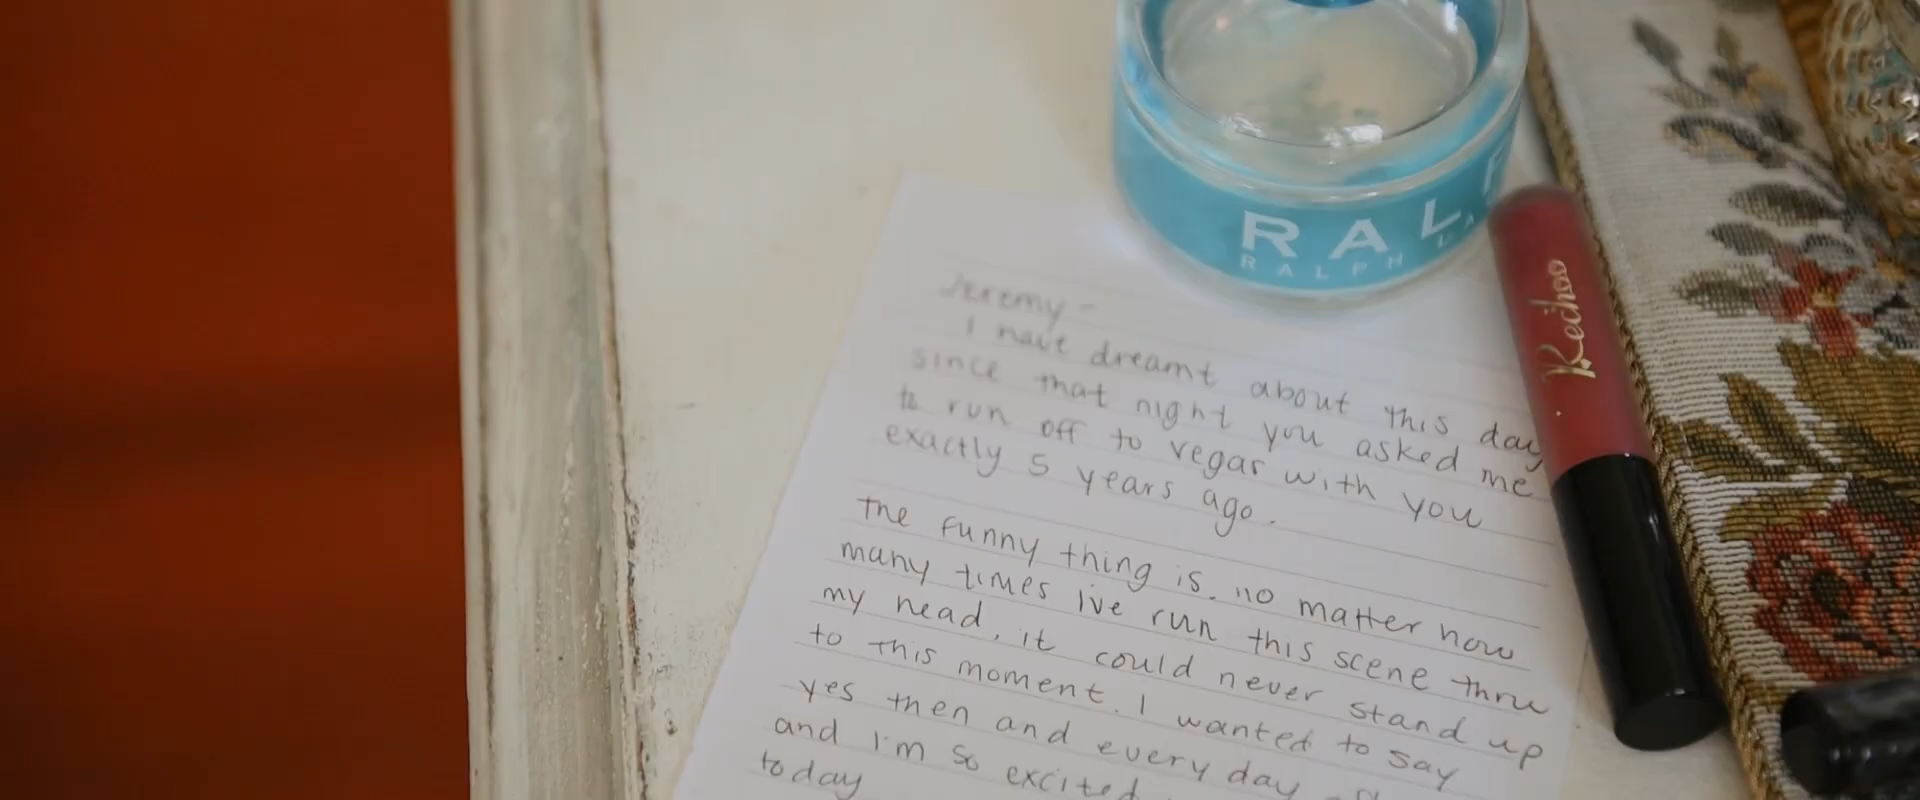 RAL
RALPH LA
Recihoo
Jeremy -
I have dreamt about this day
since that night you asked me
to run off to vegas with you
exactly 5 years ago.
The funny thing is, no matter how
many times i've run this scene thru
my head, it could never stand up
to this moment. I wanted to say
yes then and every day
and I'm so excited
today